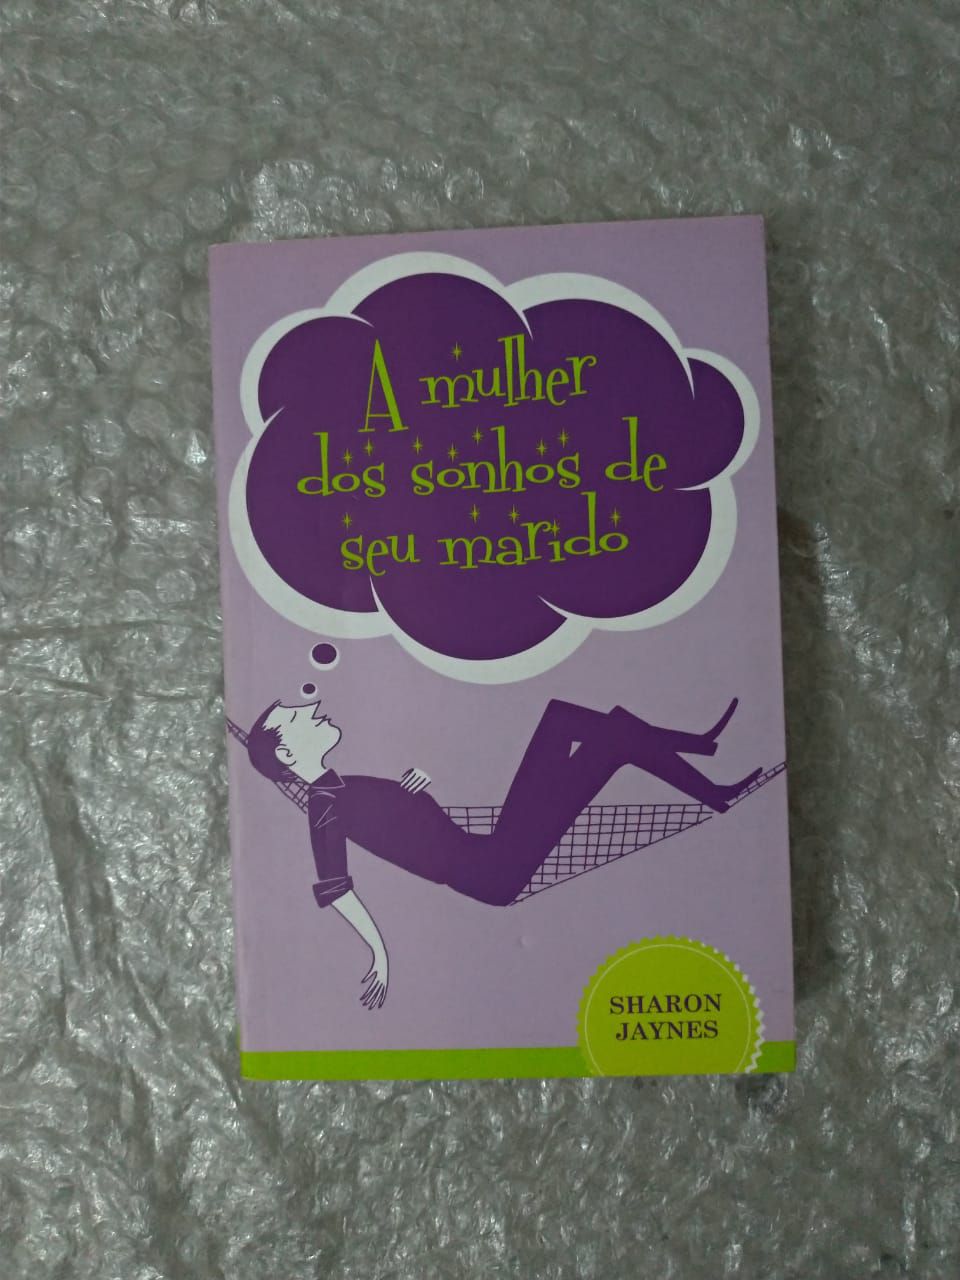 A mulher
dos sonhos de
seu marido
SHARON
JAYNES